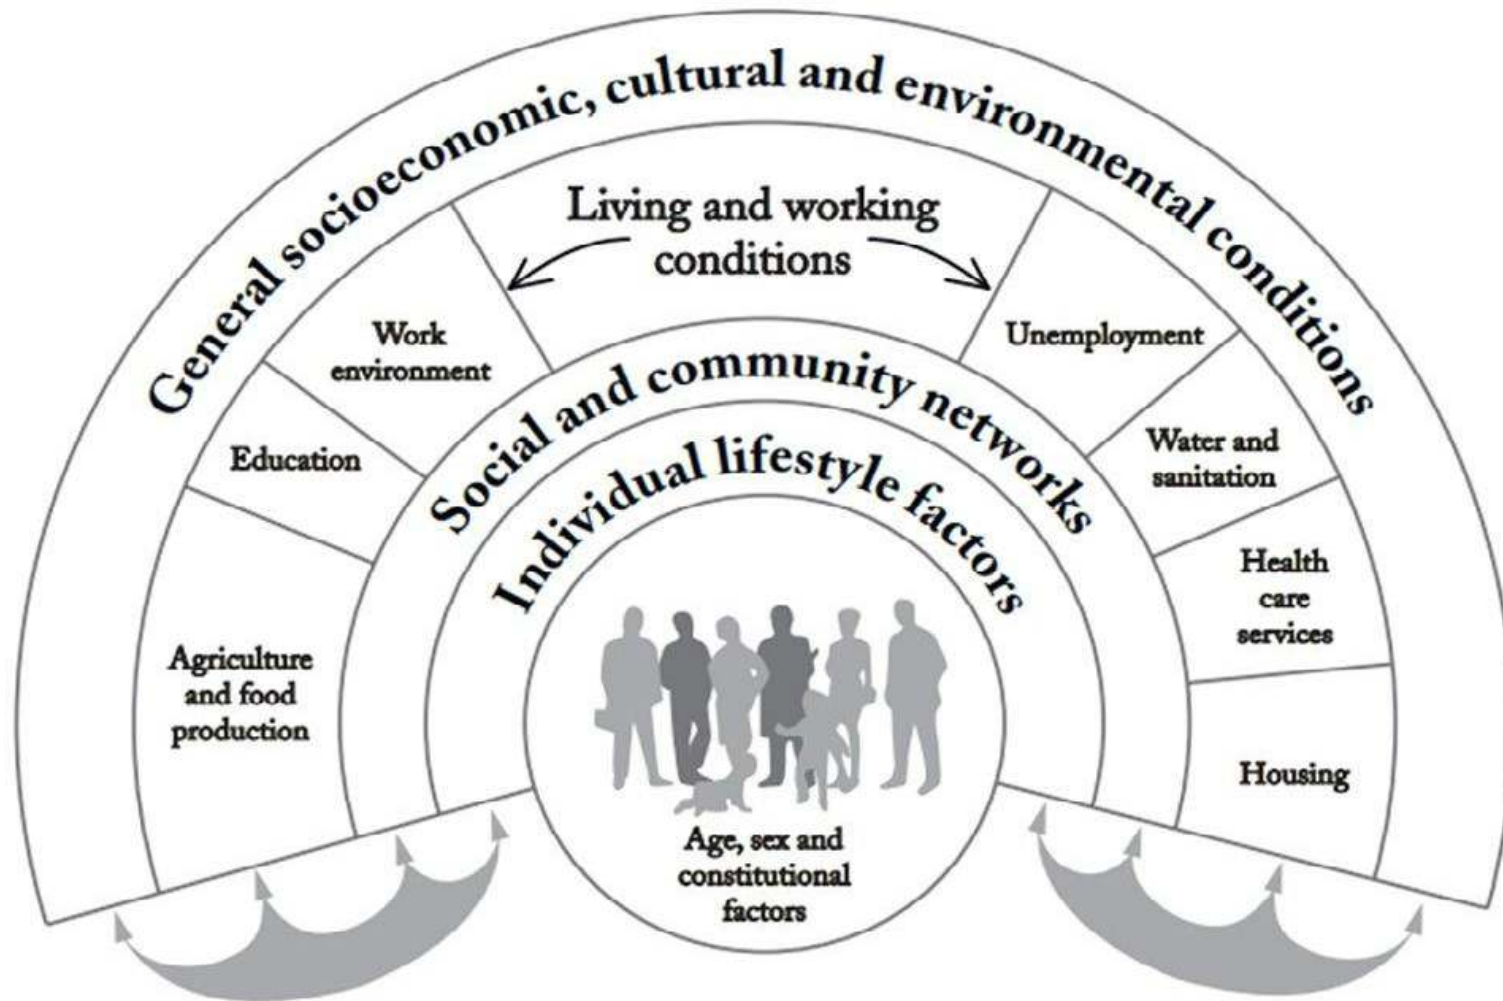 General socioeconomic, cultural and environmental conditions
Living and working
conditions
Work
environment
Unemployment
Education
Water and
sanitation
Agriculture
and food
production
Health
care
services
Housing
Social and community networks
Individual lifestyle factors
Age, sex and
constitutional
factors